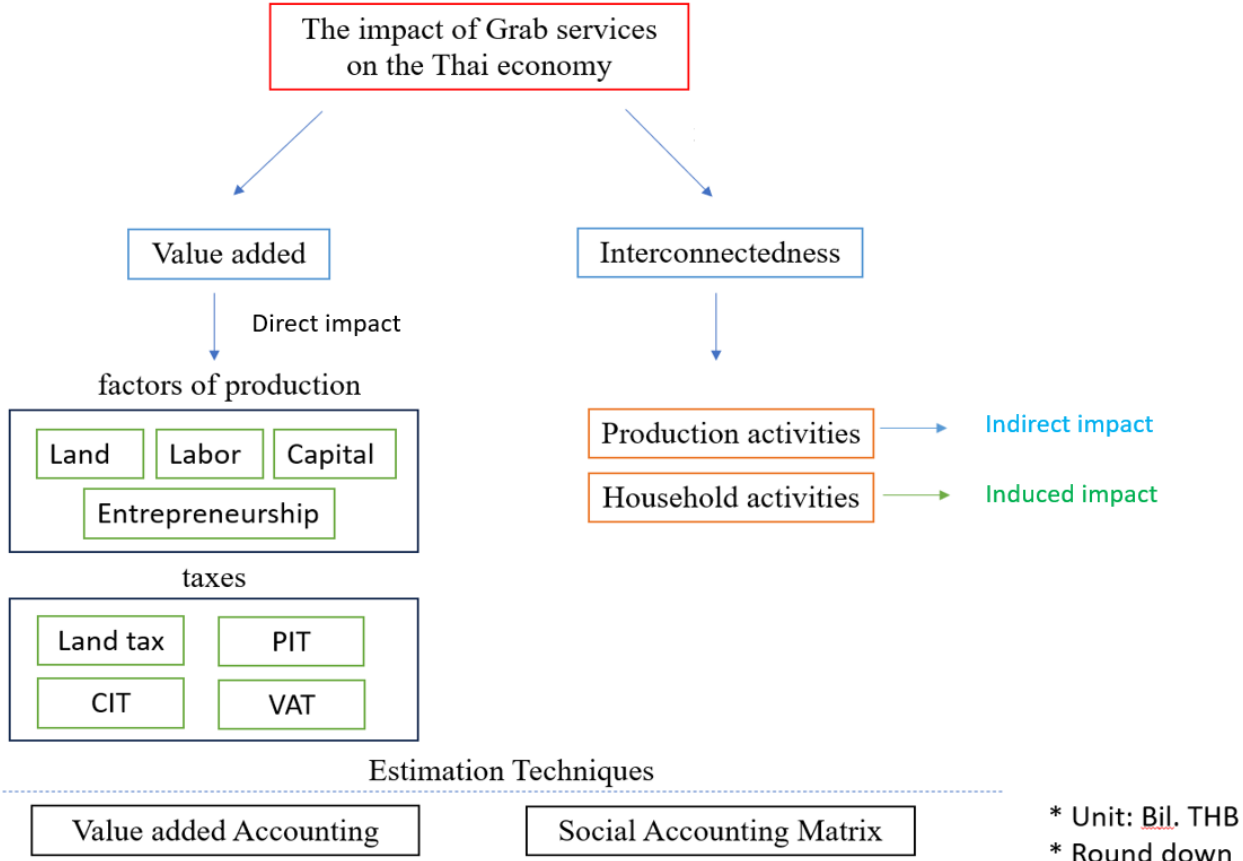 The impact of Grab services
on the Thai economy
Value added
Interconnectedness
Direct impact
factors of production
Land
Labor
Capital
Entrepreneurship
Production activities
Indirect impact
Household activities
Induced impact
taxes
Land tax
PIT
CIT
VAT
Estimation Techniques
Value added Accounting
Social Accounting Matrix
* Unit: Bil. THB
* Round down